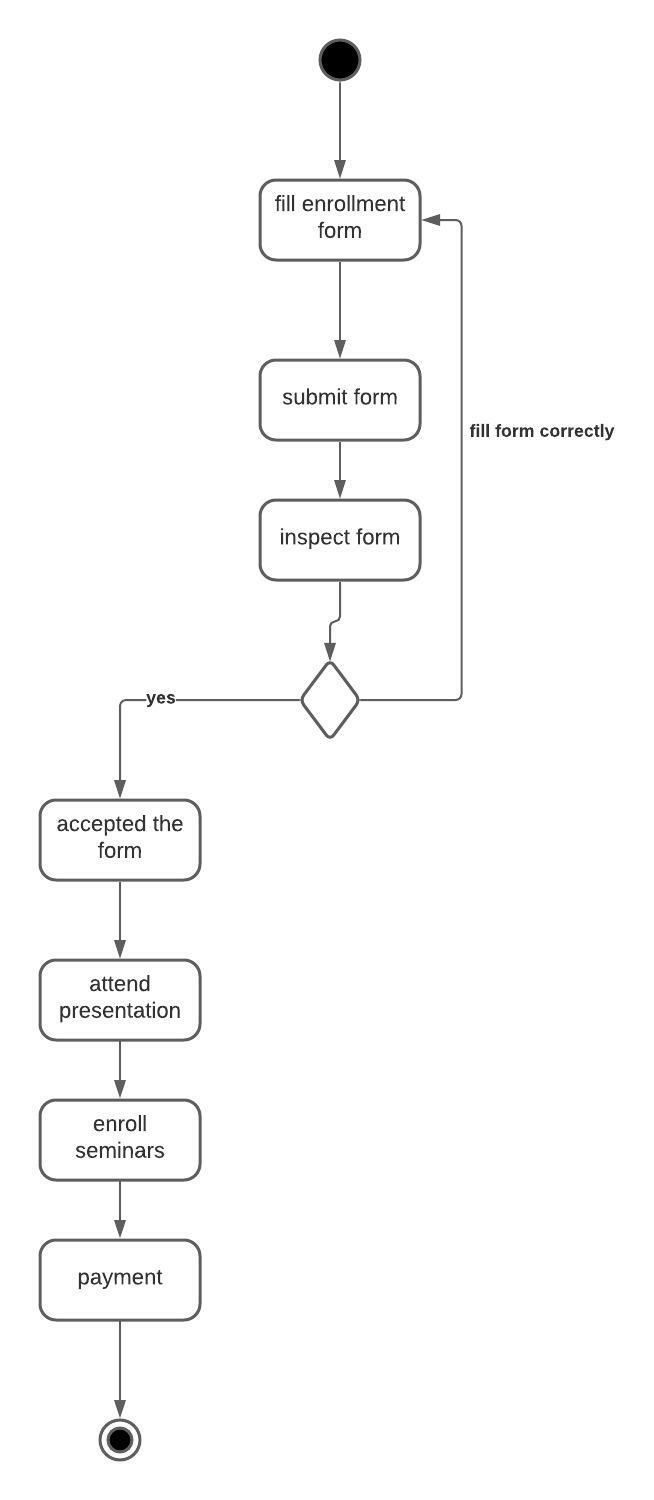 fill enrollment
form
submit form
fill form correctly
inspect form
yes
accepted the
form
attend
presentation
enroll
seminars
payment